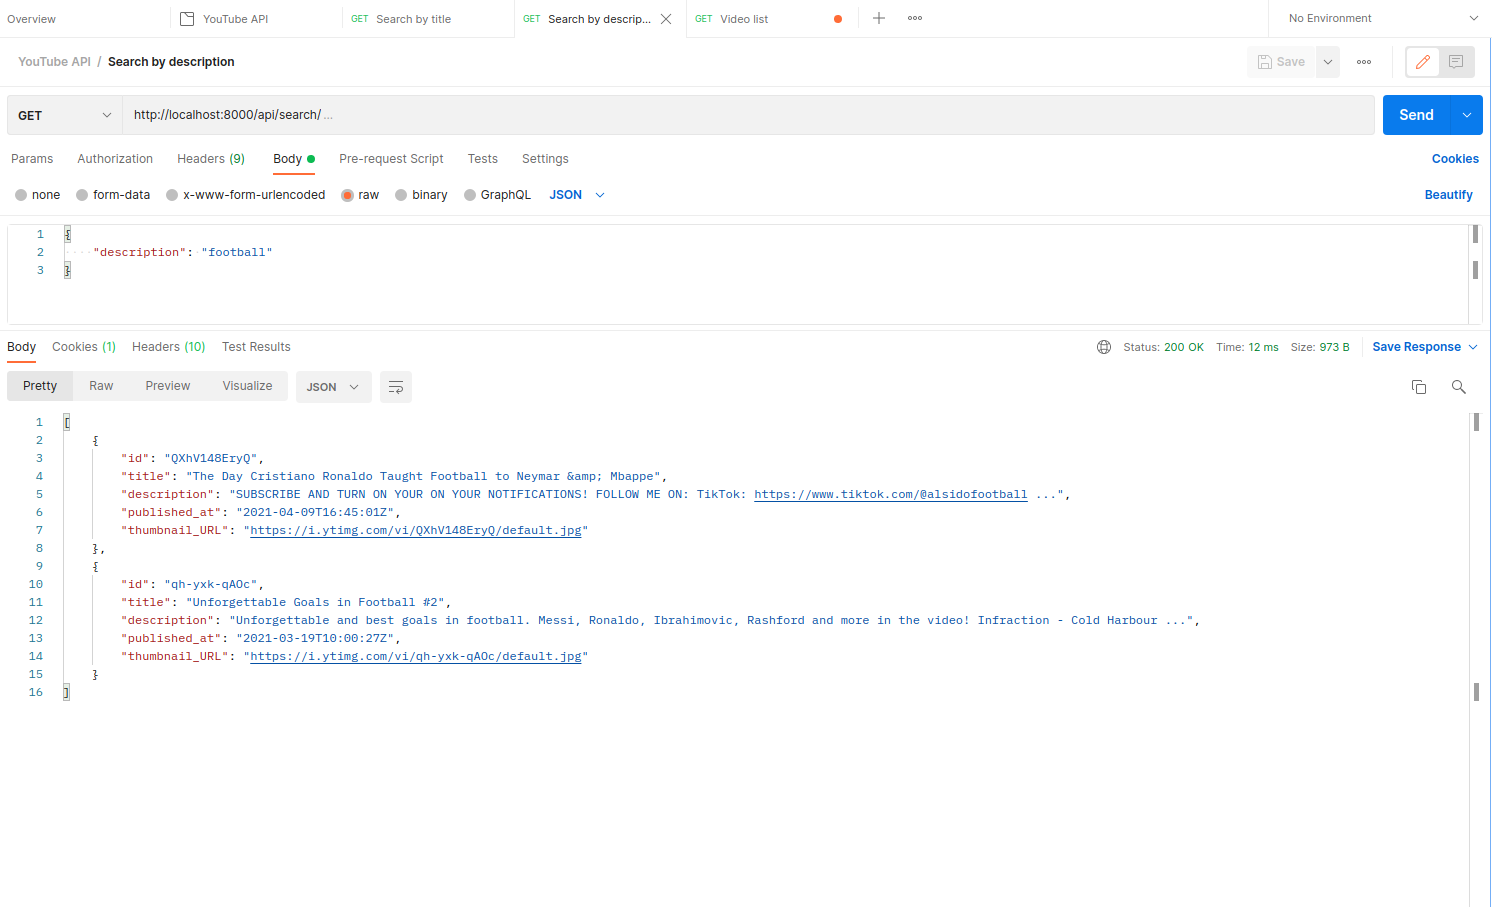 Overview YouTube API GET Search by title GET Search by descrip... GET Video list No Environment
YouTube API / Search by description Save
GET http://localhost:8000/api/search/ ... Send
Params Authorization Headers (9) Body Pre-request Script Tests Settings Cookies
none form-data x-www-form-urlencoded raw binary GraphQL JSON Beautify
1 {
2 "description": "football"
3 }
Body Cookies (1) Headers (10) Test Results Status: 200 OK Time: 12 ms Size: 973 B Save Response
Pretty Raw Preview Visualize JSON
1 [
2 {
3 "id": "QXhV148EryQ",
4 "title": "The Day Cristiano Ronaldo Taught Football to Neymar &amp; Mbappe",
5 "description": "SUBSCRIBE AND TURN ON YOUR ON YOUR NOTIFICATIONS! FOLLOW ME ON: TikTok: https://www.tiktok.com/@alsidofootball ...",
6 "published_at": "2021-04-09T16:45:01Z",
7 "thumbnail_URL": "https://i.ytimg.com/vi/QXhV148EryQ/default.jpg"
8 },
9 {
10 "id": "qh-yxk-qAOc",
11 "title": "Unforgettable Goals in Football #2",
12 "description": "Unforgettable and best goals in football. Messi, Ronaldo, Ibrahimovic, Rashford and more in the video! Infraction - Cold Harbour ...",
13 "published_at": "2021-03-19T10:00:27Z",
14 "thumbnail_URL": "https://i.ytimg.com/vi/qh-yxk-qAOc/default.jpg"
15 }
16 ]